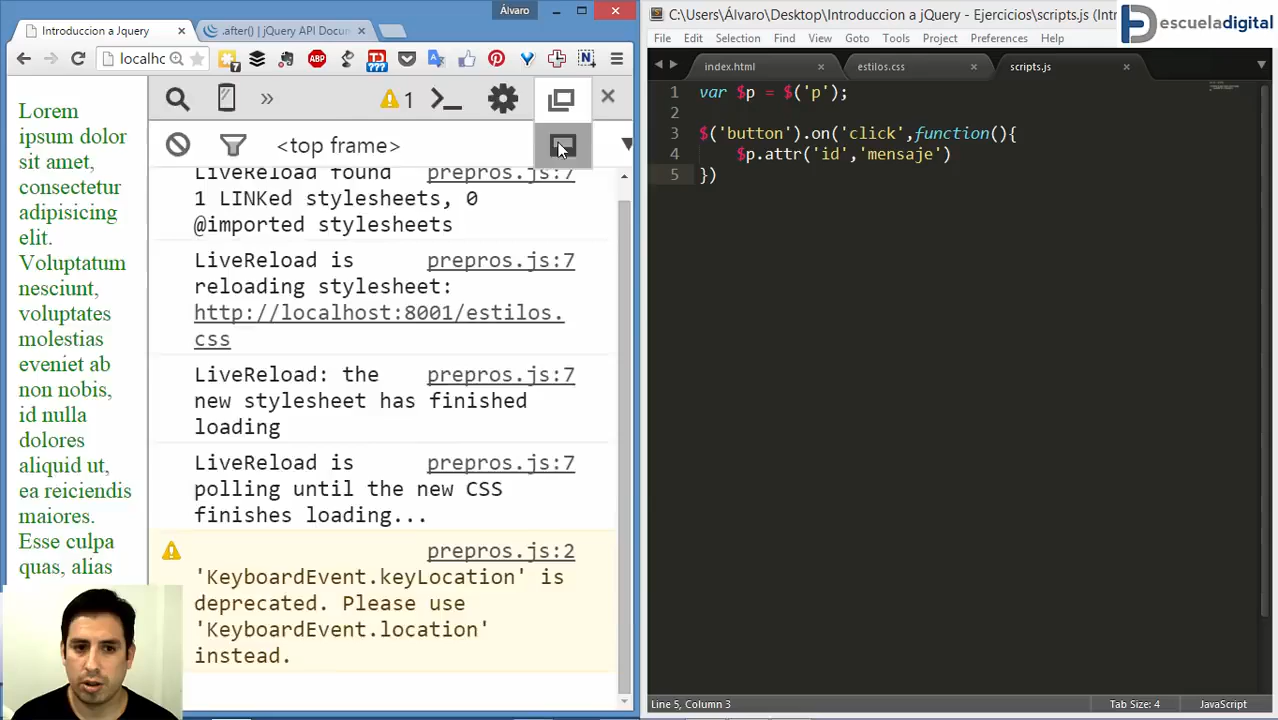 Álvaro
Introduccion a Jquery
.after() | jQuery API Docum
localho
Lorem
ipsum dolor
sit amet,
consectetur
adipisicing
elit.
Voluptatum
nesciunt,
voluptates
molestias
eveniet ab
non nobis,
id nulla
dolores
aliquid ut,
ea reiciendis
maiores.
Esse culpa
quas, alias
1
<top frame>
LiveReload found prepros.js:7
1 LINKed stylesheets, 0
@imported stylesheets
LiveReload is prepros.js:7
reloading stylesheet:
http://localhost:8001/estilos.
css
LiveReload: the prepros.js:7
new stylesheet has finished
loading
LiveReload is prepros.js:7
polling until the new CSS
finishes loading...
prepros.js:2
'KeyboardEvent.keyLocation' is
deprecated. Please use
'KeyboardEvent.location'
instead.
C:\Users\Álvaro\Desktop\Introduccion a jQuery - Ejercicios\scripts.js (Intr
escueladigital
File Edit Selection Find View Goto Tools Project Preferences Help
index.html estilos.css scripts.js
1 var $p = $('p');
2
3 $('button').on('click',function(){
4 $p.attr('id','mensaje')
5 })
Line 5, Column 3 Tab Size: 4 JavaScript